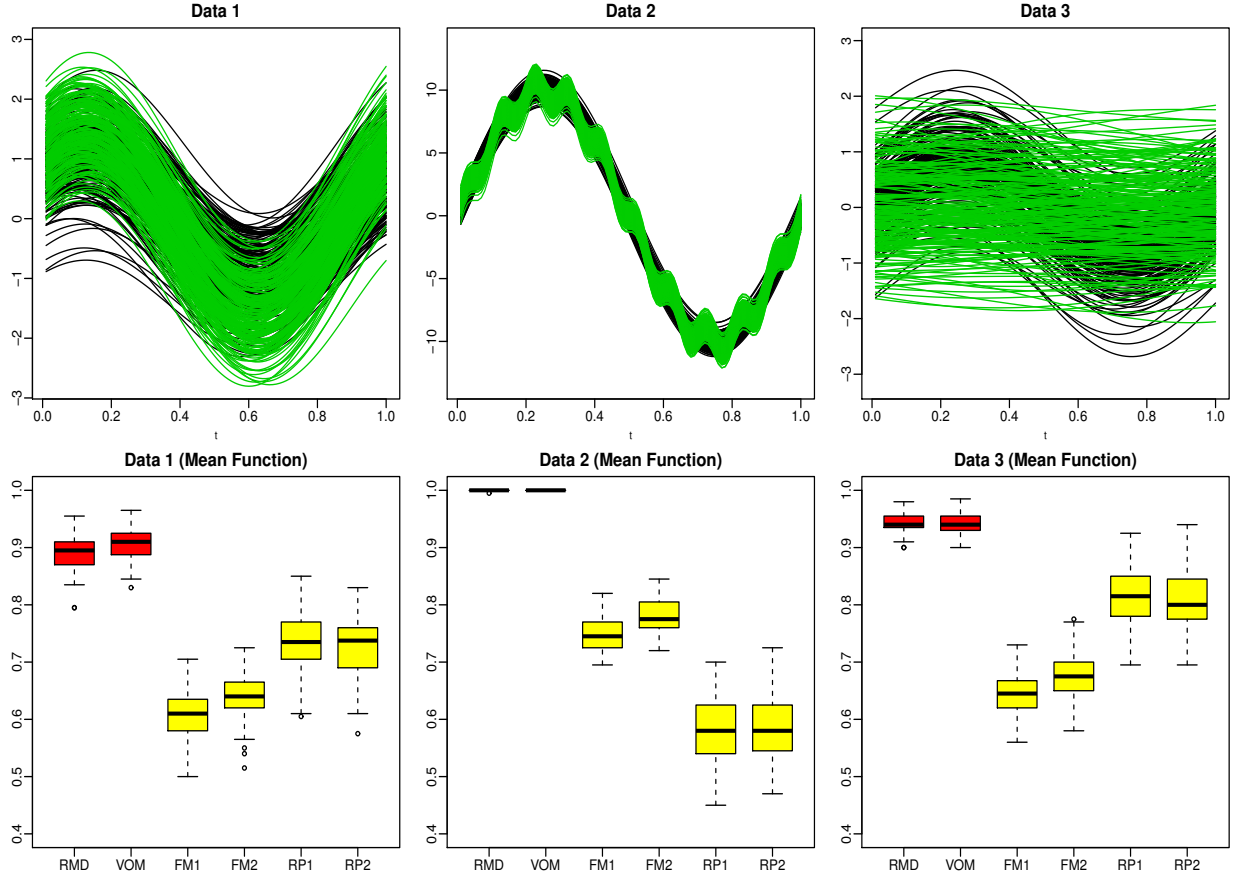 Data 1
Data 2
Data 3
3
2
1
0
-1
-2
-3
0.0 0.2 0.4 0.6 0.8 1.0
t
10
5
0
-5
-10
0.0 0.2 0.4 0.6 0.8 1.0
t
3
2
1
0
-1
-2
-3
0.0 0.2 0.4 0.6 0.8 1.0
t
Data 1 (Mean Function)
Data 2 (Mean Function)
Data 3 (Mean Function)
1.0
0.9
0.8
0.7
0.6
0.5
0.4
RMD VOM FM1 FM2 RP1 RP2
1.0
0.9
0.8
0.7
0.6
0.5
0.4
RMD VOM FM1 FM2 RP1 RP2
1.0
0.9
0.8
0.7
0.6
0.5
0.4
RMD VOM FM1 FM2 RP1 RP2